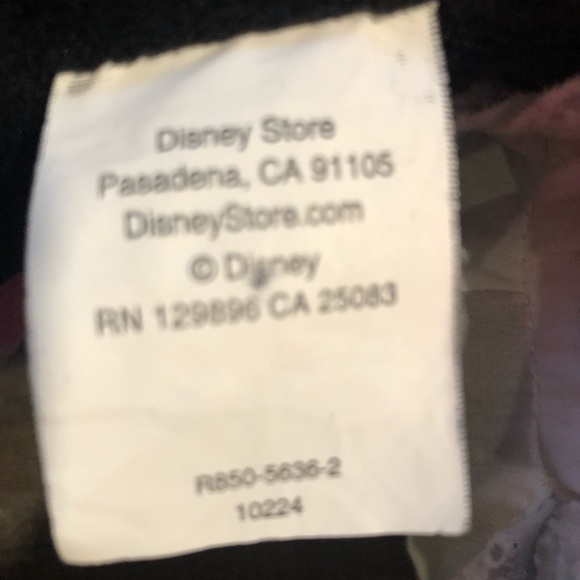 Disney Store
Pasadena, CA 91105
DisneyStore.com
© Disney
RN 129896 CA 25083
R850-5636-2
10224